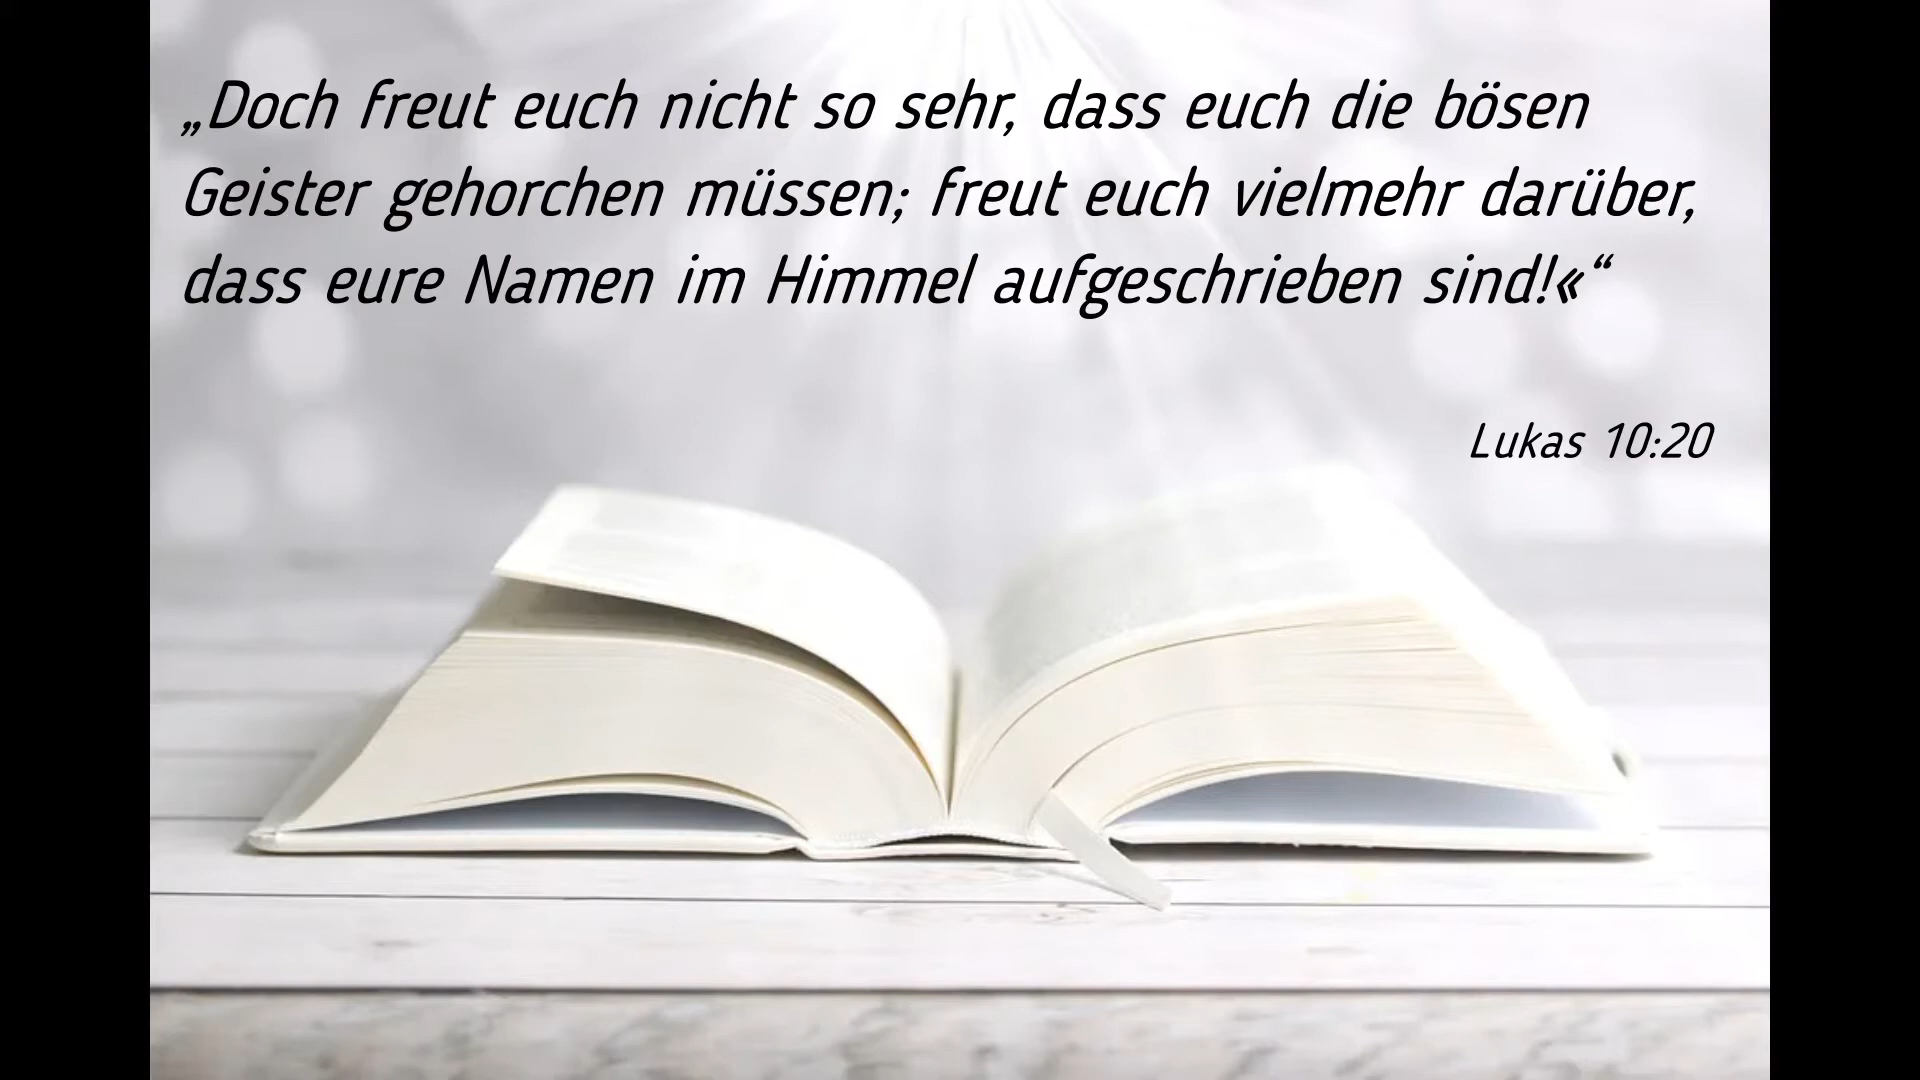 „Doch freut euch nicht so sehr, dass euch die bösen
Geister gehorchen müssen; freut euch vielmehr darüber,
dass eure Namen im Himmel aufgeschrieben sind!«“
Lukas 10:20